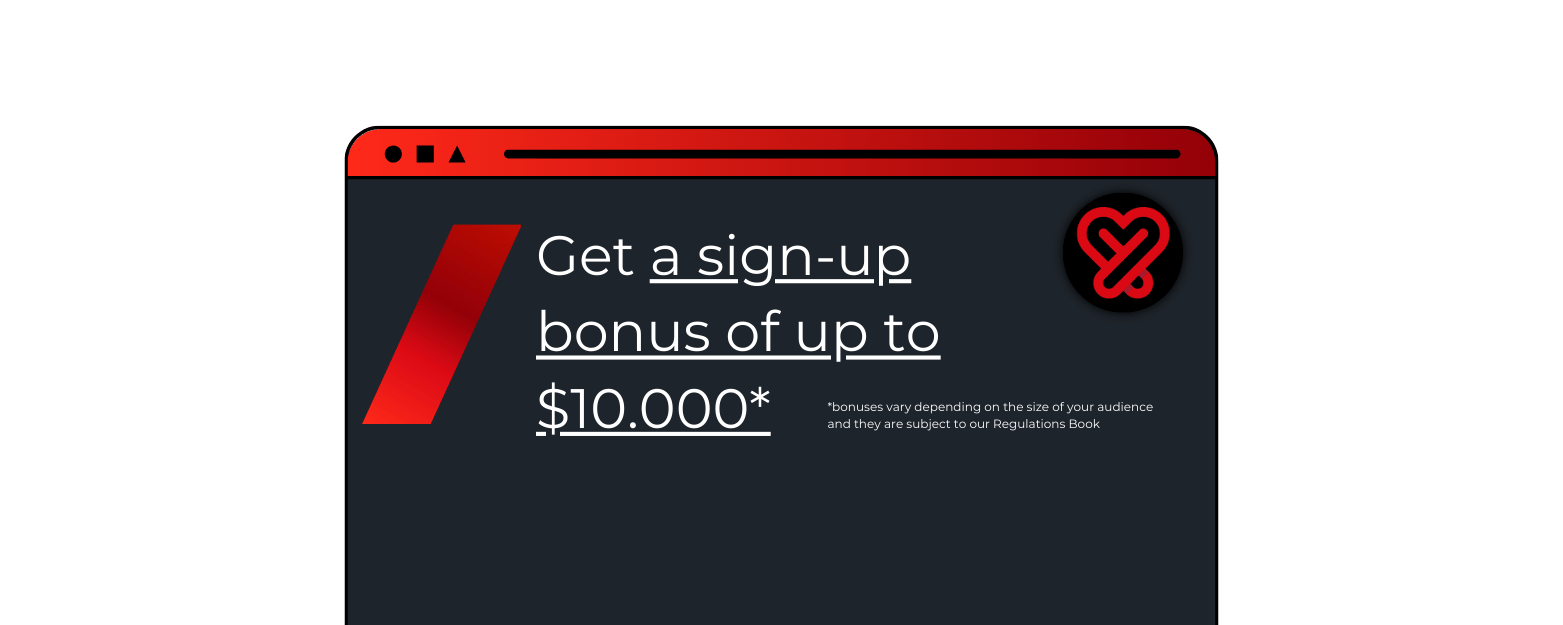 Get a sign-up
bonus of up to
$10.000*
*bonuses vary depending on the size of your audience
and they are subject to our Regulations Book